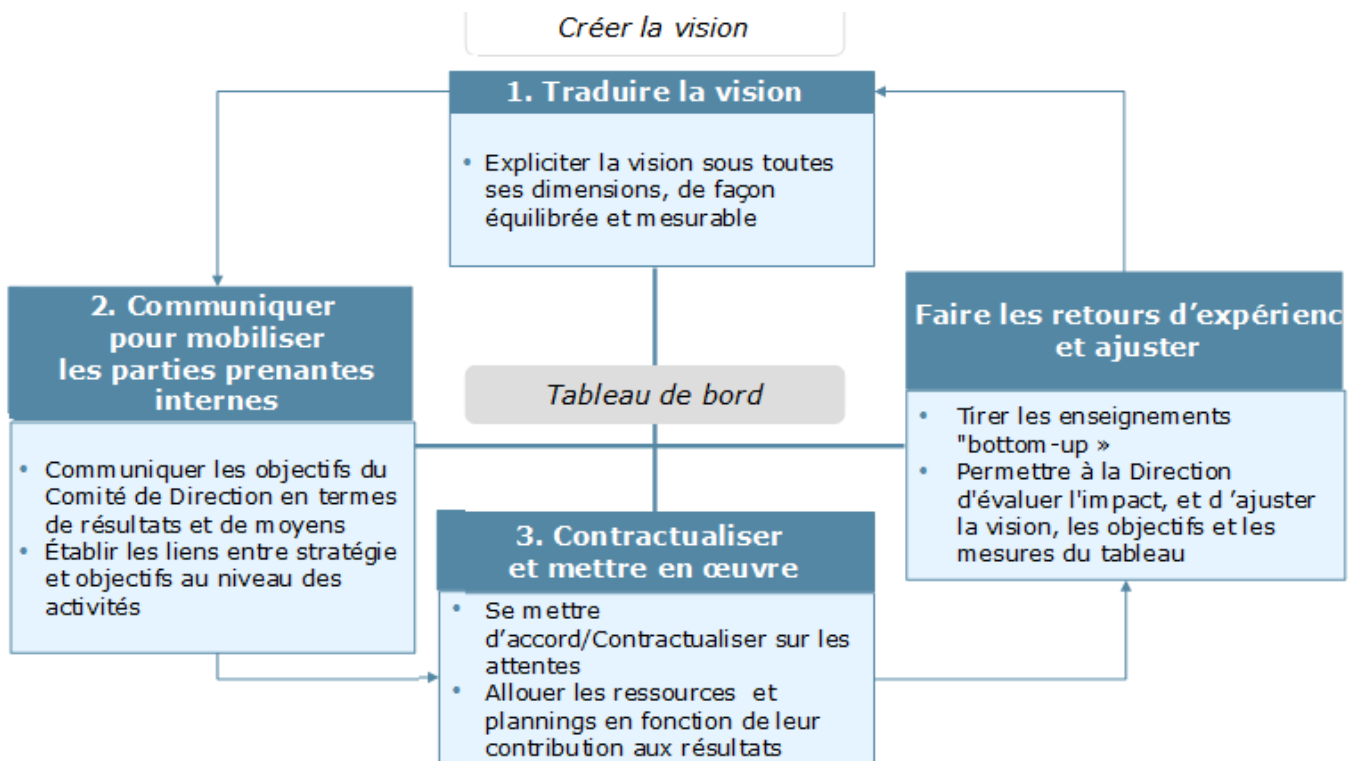 Créer la vision
1. Traduire la vision
• Expliciter la vision sous toutes
ses dimensions, de façon
équilibrée et mesurable
2. Communiquer
pour mobiliser
les parties prenantes
internes
• Communiquer les objectifs du
Comité de Direction en termes
de résultats et de moyens
• Établir les liens entre stratégie
et objectifs au niveau des
activités
Tableau de bord
3. Contractualiser
et mettre en œuvre
• Se mettre
d’accord/Contractualiser sur les
attentes
• Allouer les ressources et
plannings en fonction de leur
contribution aux résultats
Faire les retours d’expérienc
et ajuster
• Tirer les enseignements
"bottom-up »
• Permettre à la Direction
d'évaluer l'impact, et d ’ajuster
la vision, les objectifs et les
mesures du tableau